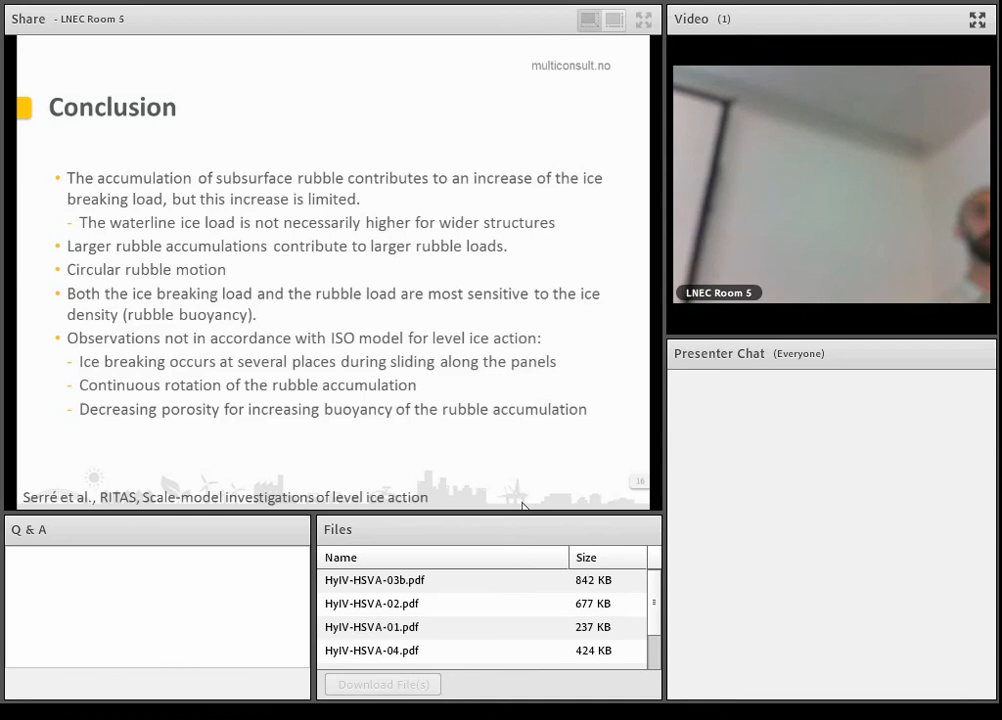 Share - LNEC Room 5
multiconsult.no
Conclusion
• The accumulation of subsurface rubble contributes to an increase of the ice
breaking load, but this increase is limited.
- The waterline ice load is not necessarily higher for wider structures
• Larger rubble accumulations contribute to larger rubble loads.
• Circular rubble motion
• Both the ice breaking load and the rubble load are most sensitive to the ice
density (rubble buoyancy).
• Observations not in accordance with ISO model for level ice action:
- Ice breaking occurs at several places during sliding along the panels
- Continuous rotation of the rubble accumulation
- Decreasing porosity for increasing buoyancy of the rubble accumulation
16
Serré et al., RITAS, Scale-model investigations of level ice action
Video (1)
LNEC Room 5
Presenter Chat (Everyone)
Q & A
Files
Name Size
HyIV-HSVA-03b.pdf 842 KB
HyIV-HSVA-02.pdf 677 KB
HyIV-HSVA-01.pdf 237 KB
HyIV-HSVA-04.pdf 424 KB
Download File(s)